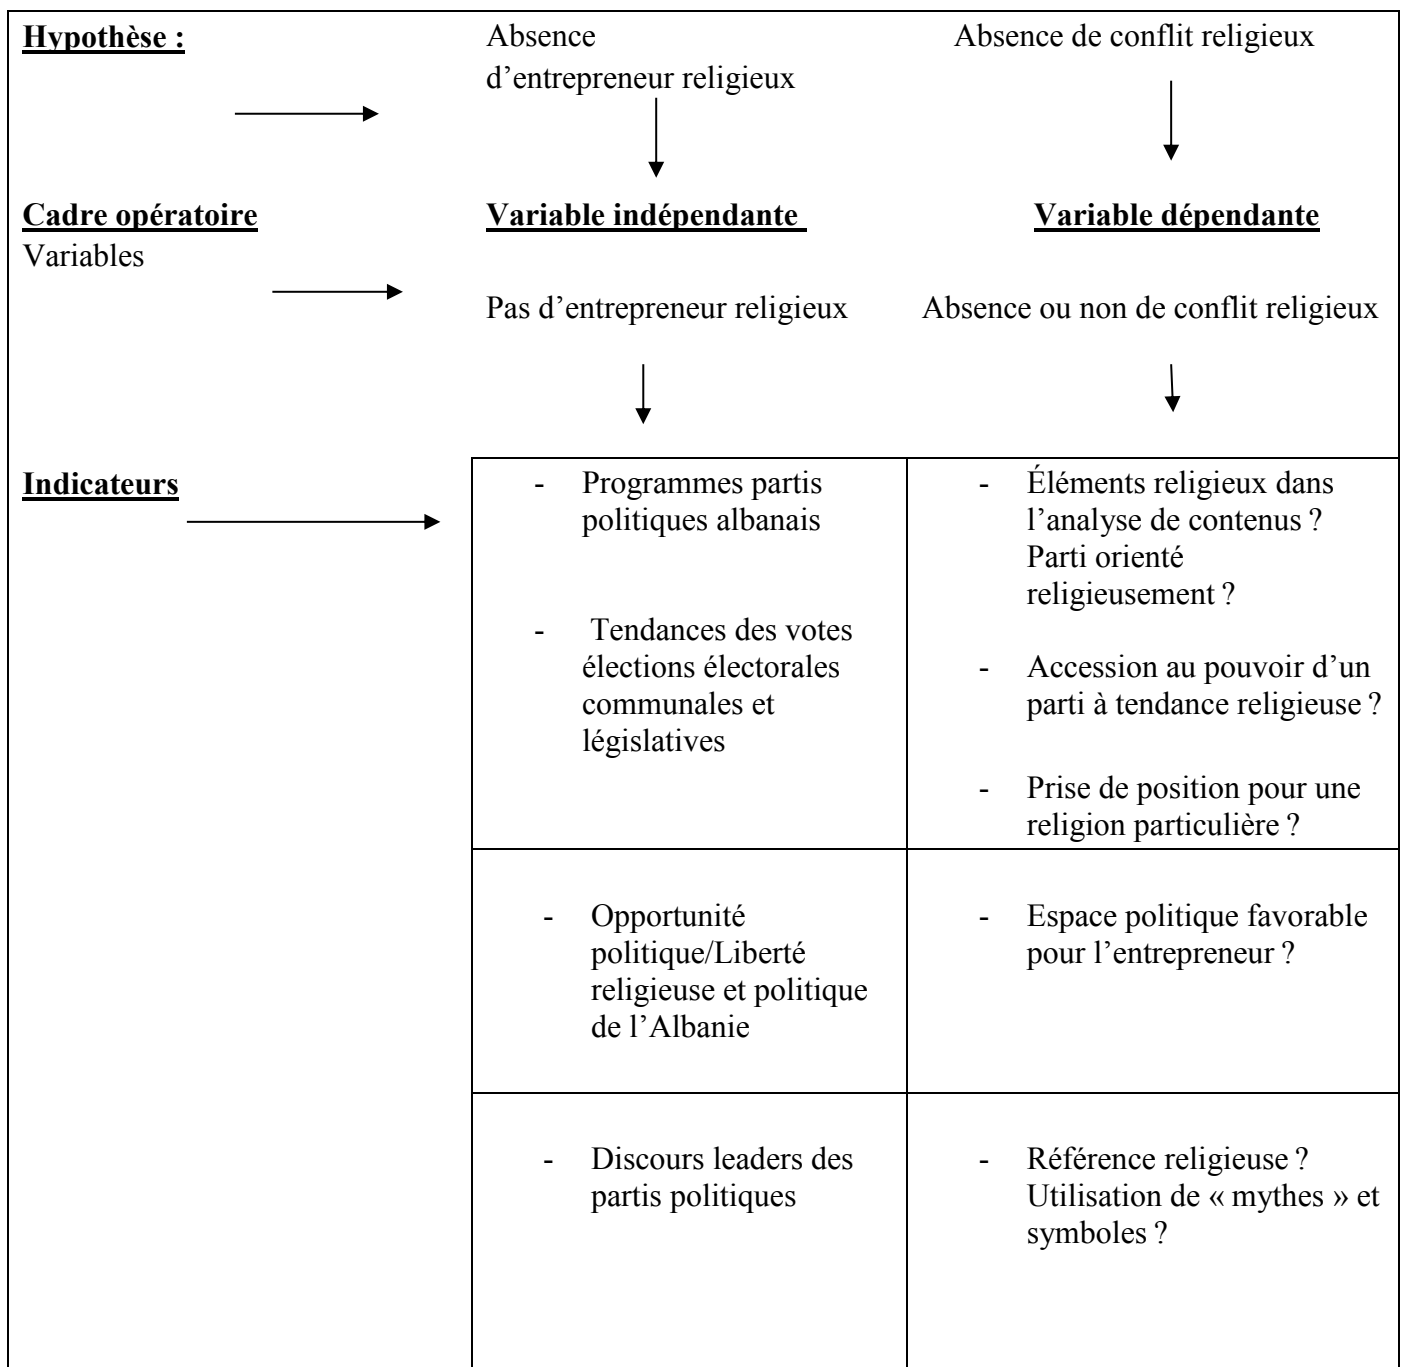 Hypothèse :
Absence
d’entrepreneur religieux
Absence de conflit religieux
Cadre opératoire
Variables
Variable indépendante
Variable dépendante
Pas d’entrepreneur religieux
Absence ou non de conflit religieux
Indicateurs
- Programmes partis
politiques albanais
- Tendances des votes
élections électorales
communales et
législatives
- Éléments religieux dans
l’analyse de contenus ?
Parti orienté
religieusement ?
- Accession au pouvoir d’un
parti à tendance religieuse ?
- Prise de position pour une
religion particulière ?
- Opportunité
politique/Liberté
religieuse et politique
de l’Albanie
- Espace politique favorable
pour l’entrepreneur ?
- Discours leaders des
partis politiques
- Référence religieuse ?
Utilisation de « mythes » et
symboles ?